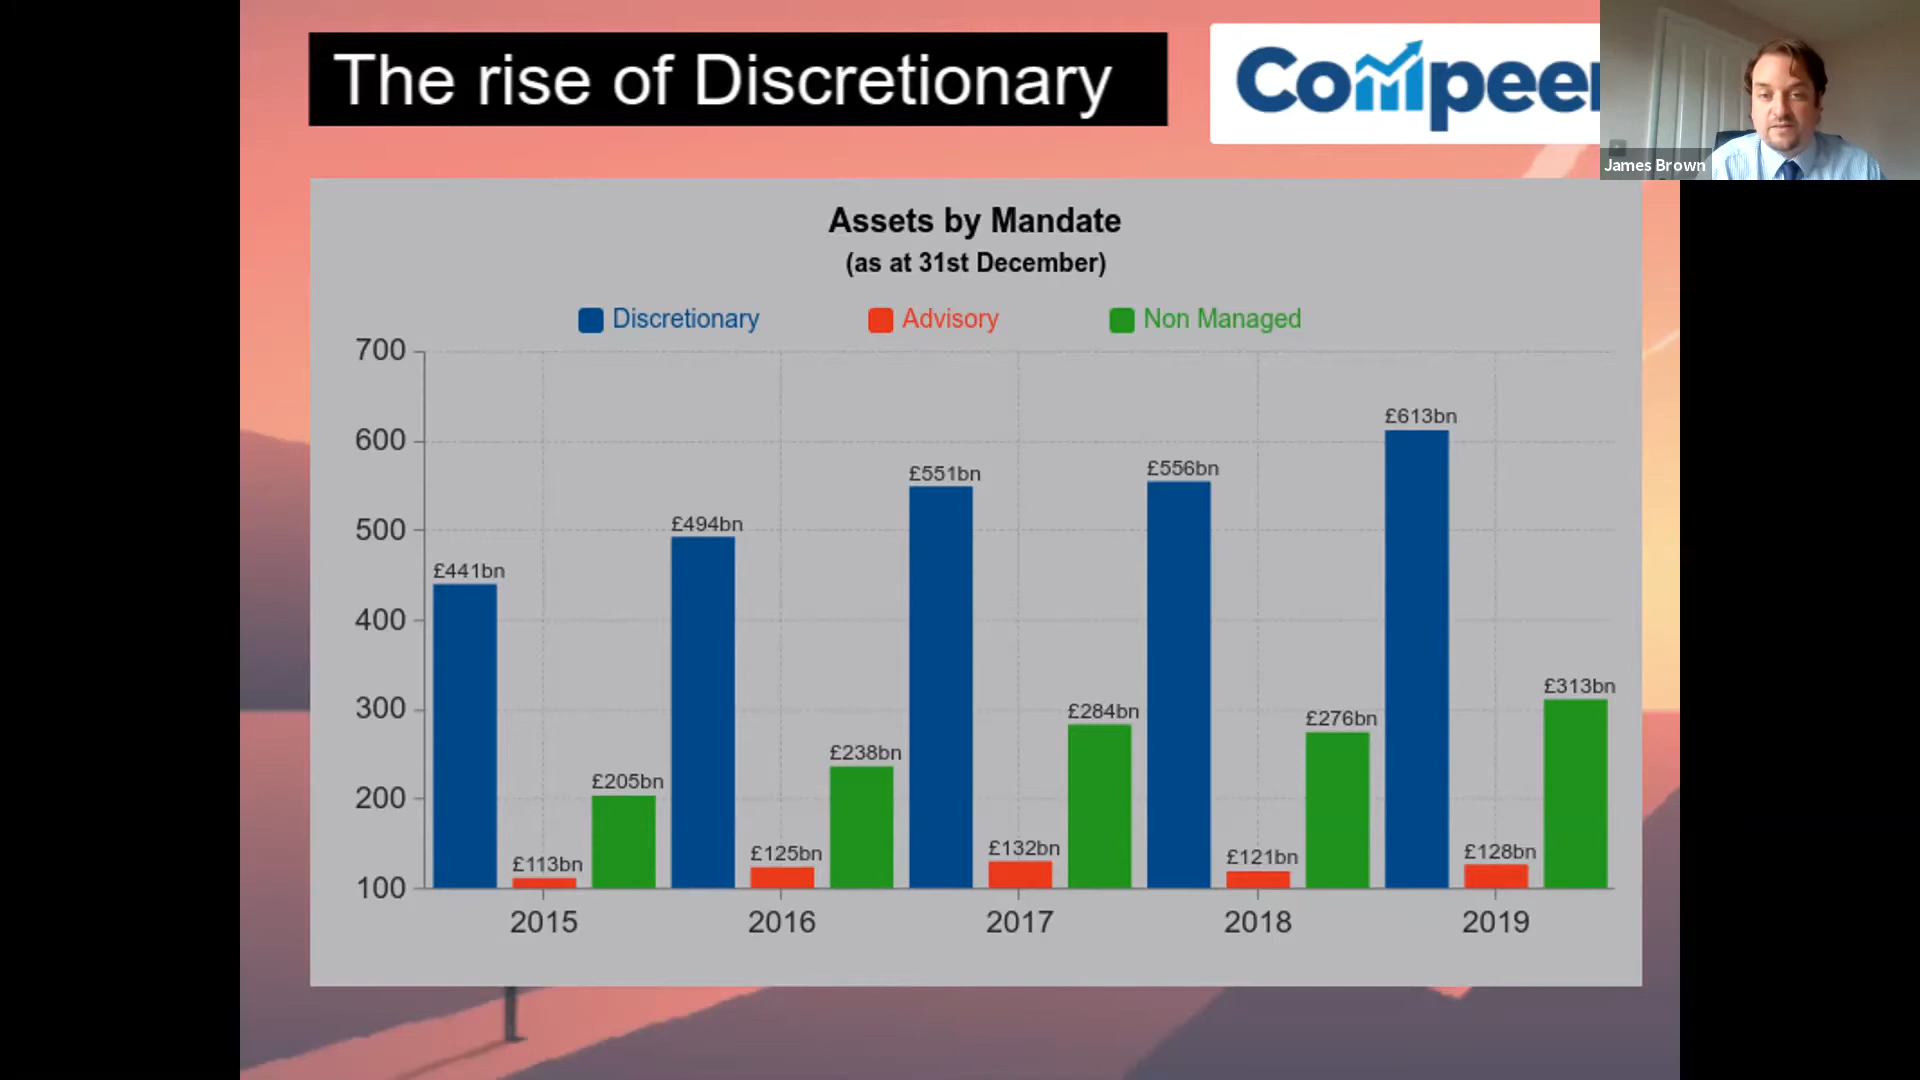 The rise of Discretionary
Compeer
James Brown
Assets by Mandate
(as at 31st December)
Discretionary
Advisory
Non Managed
700
600
500
400
300
200
100
£441bn
£113bn
£205bn
£494bn
£125bn
£238bn
£551bn
£132bn
£284bn
£556bn
£121bn
£276bn
£613bn
£128bn
£313bn
2015
2016
2017
2018
2019